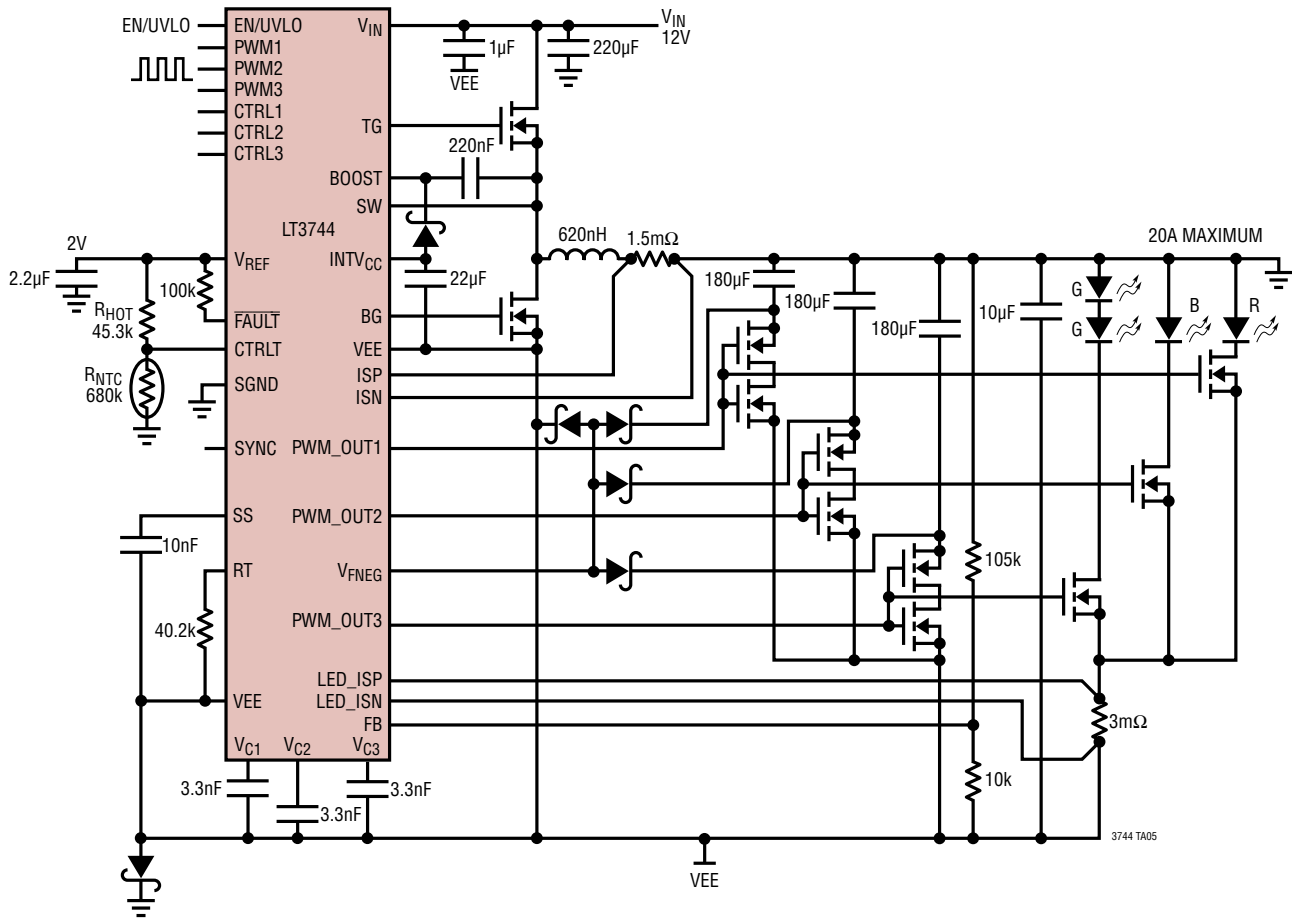 EN/UVLO
EN/UVLO
PWM1
PWM2
PWM3
CTRL1
CTRL2
CTRL3
VREF
FAULT
CTRLT
SGND
SYNC
SS
RT
VEE
VC1
VC2
VC3
LT3744
VIN
TG
BOOST
SW
INTVCC
BG
VEE
ISP
ISN
PWM_OUT1
PWM_OUT2
VFNEG
PWM_OUT3
LED_ISP
LED_ISN
FB
VIN
12V
1µF
VEE
220µF
220nF
22µF
620nH
1.5mΩ
20A MAXIMUM
180µF
180µF
180µF
10µF
G
G
B
R
2V
2.2µF
100k
RHOT
45.3k
RNTC
680k
10nF
40.2k
105k
3mΩ
10k
3.3nF
3.3nF
3.3nF
VEE
3744 TA05